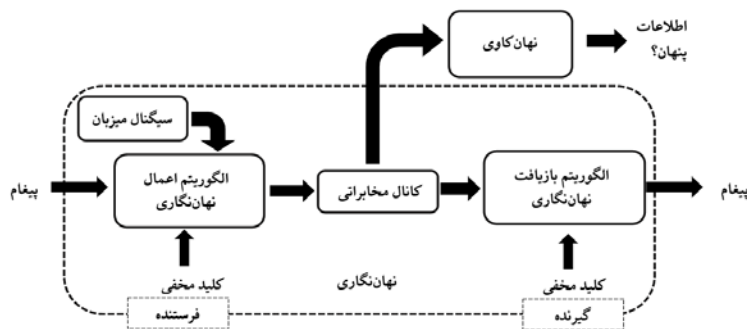 نهان‌کاوی
اطلاعات
پنهان؟
سیگنال میزبان
پیغام
الگوریتم اعمال
نهان‌نگاری
کانال مخابراتی
الگوریتم بازیافت
نهان‌نگاری
پیغام
کلید مخفی
نهان‌نگاری
کلید مخفی
فرستنده
گیرنده